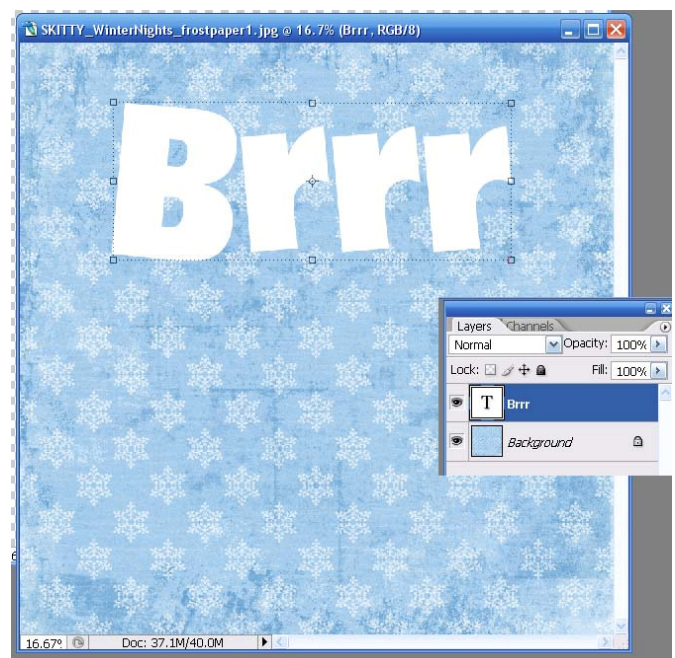 SKITTY_WinterNights_frostpaper1.jpg @ 16.7% (Brrr, RGB/8)
Brrr
Layers Channels
Normal Opacity: 100%
Lock: Fill: 100%
T Brrr
Background
16.67% Doc: 37.1M/40.0M